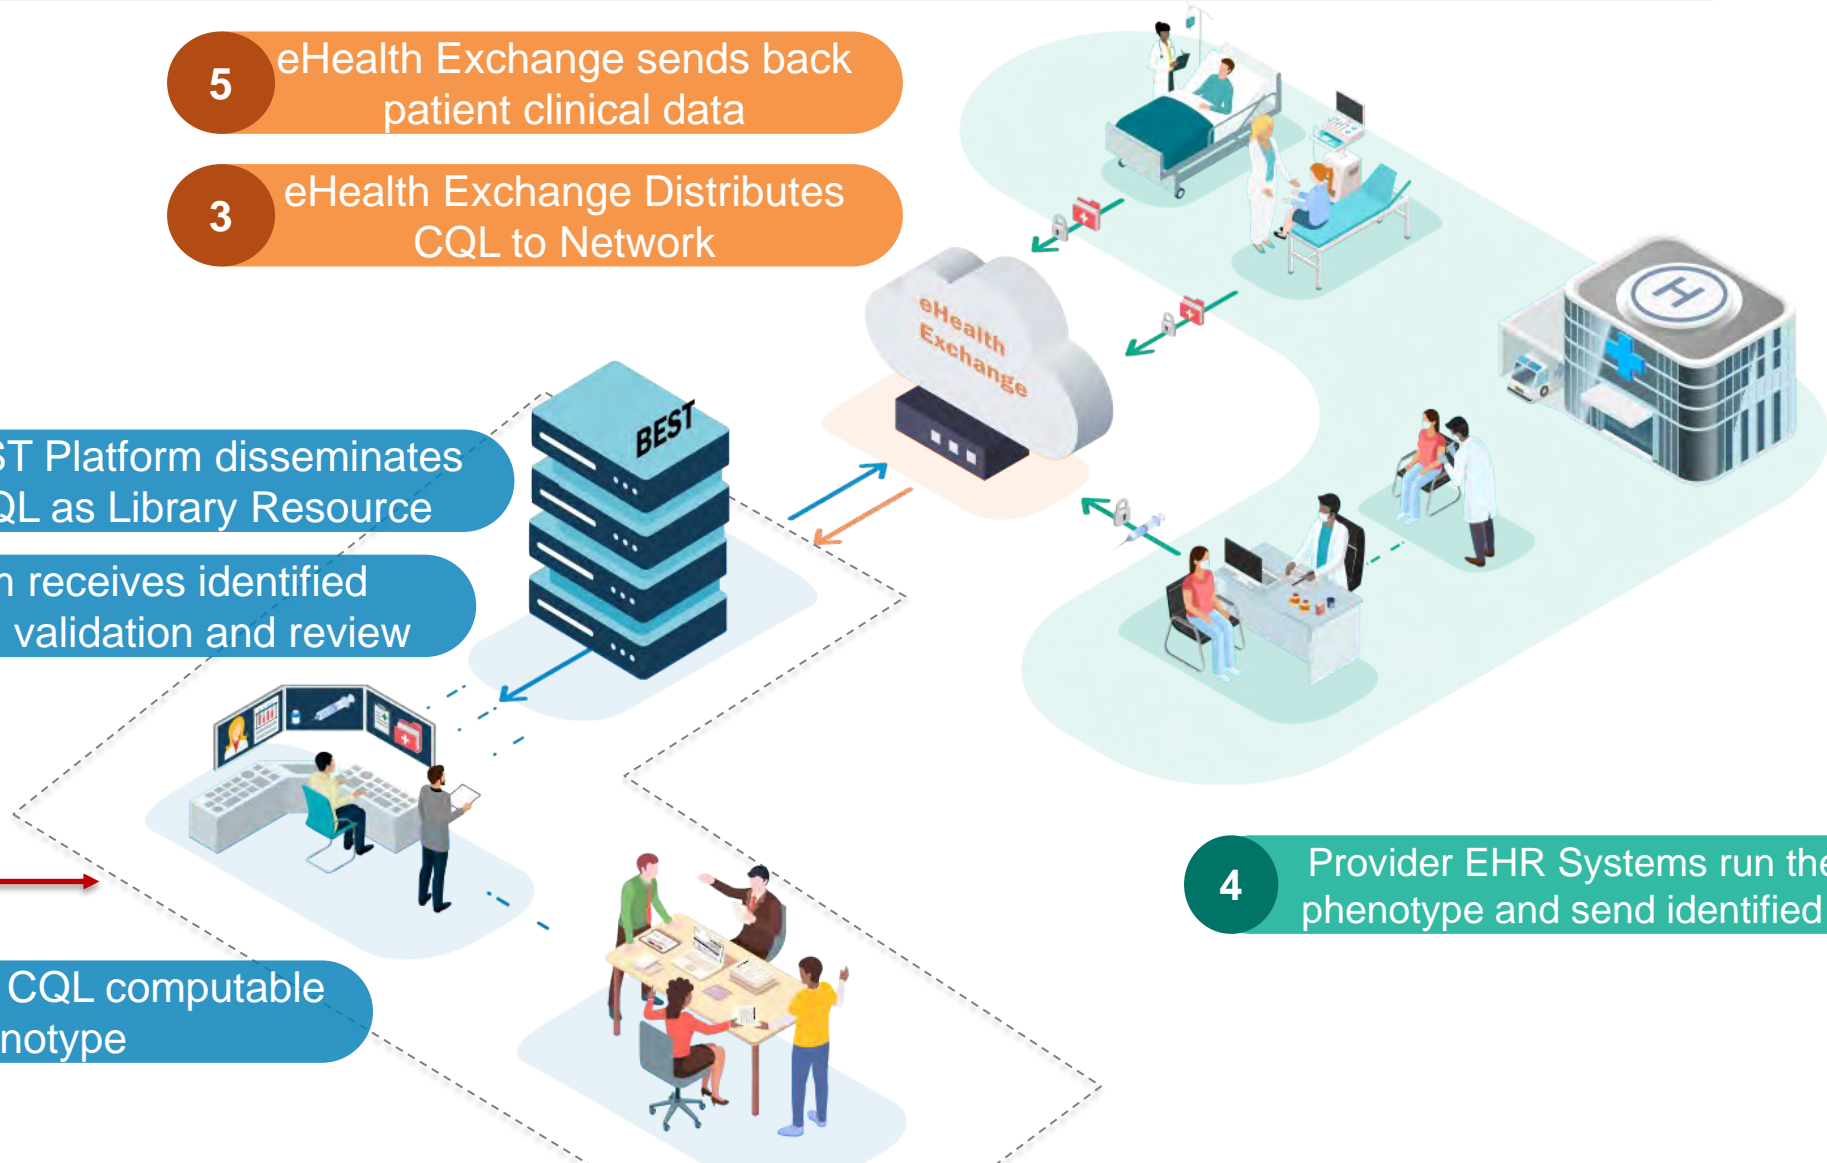 5
eHealth Exchange sends back
patient clinical data
3
eHealth Exchange Distributes
CQL to Network
eHealth
Exchange
BEST
ST Platform disseminates
QL as Library Resource
receives identified
validation and review
4
Provider EHR Systems run the
phenotype and send identified
CQL computable
notype
H